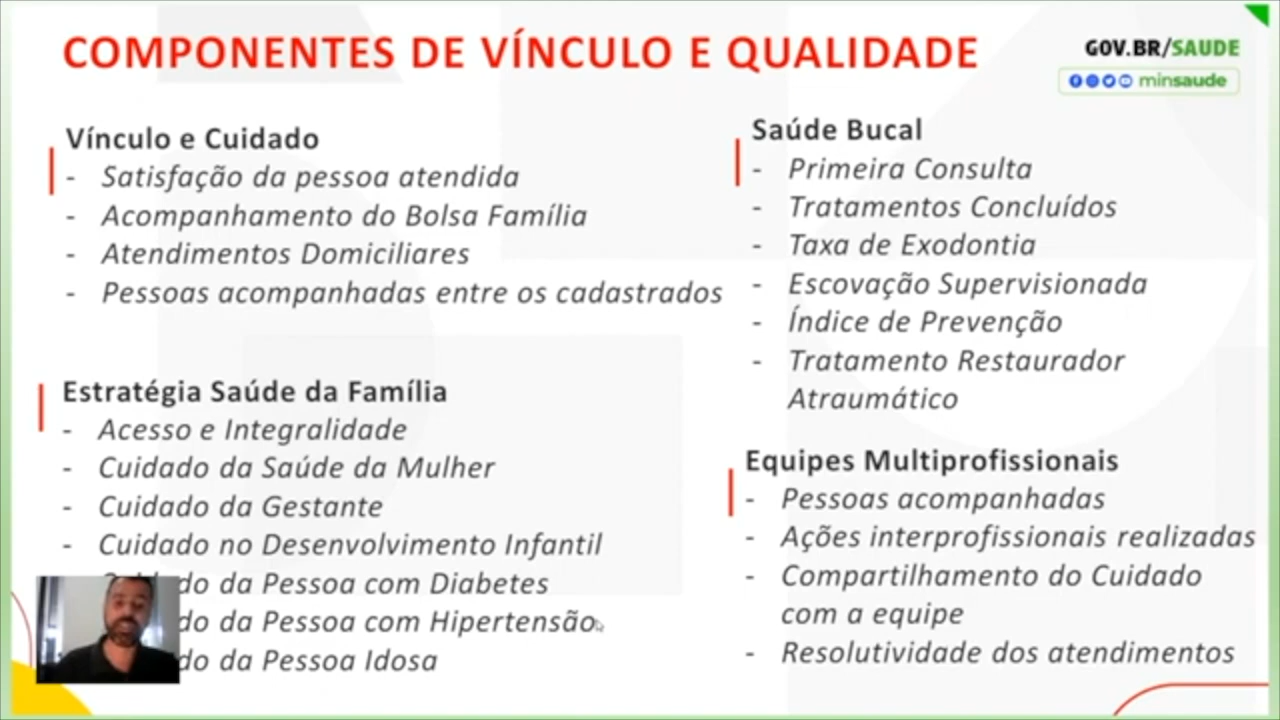 COMPONENTES DE VÍNCULO E QUALIDADE
GOV.BR/SAUDE
minsaude
Vínculo e Cuidado
- Satisfação da pessoa atendida
- Acompanhamento do Bolsa Família
- Atendimentos Domiciliares
- Pessoas acompanhadas entre os cadastrados
Estratégia Saúde da Família
- Acesso e Integralidade
- Cuidado da Saúde da Mulher
- Cuidado da Gestante
- Cuidado no Desenvolvimento Infantil
da Pessoa com Diabetes
do da Pessoa com Hipertensão
do da Pessoa Idosa
Saúde Bucal
- Primeira Consulta
- Tratamentos Concluídos
- Taxa de Exodontia
- Escovação Supervisionada
- Índice de Prevenção
- Tratamento Restaurador
Atraumático
Equipes Multiprofissionais
- Pessoas acompanhadas
- Ações interprofissionais realizadas
- Compartilhamento do Cuidado
com a equipe
- Resolutividade dos atendimentos